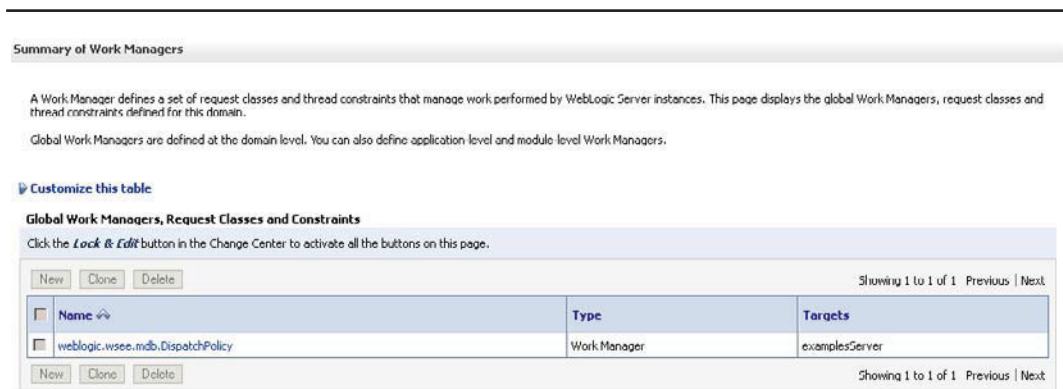 Summary of Work Managers
A Work Manager defines a set of request classes and thread constraints that manage work performed by WebLogic Server instances. This page displays the global Work Managers, request classes and
thread constraints defined for this domain.
Global Work Managers are defined at the domain level. You can also define application-level and module-level Work Managers.
Customize this table
Global Work Managers, Request Classes and Constraints
Click the Lock & Edit button in the Change Center to activate all the buttons on this page.
New Clone Delete Showing 1 to 1 of 1 Previous | Next
Name Type Targets
weblogic.wsee.mdb.DispatchPolicy Work Manager examplesServer
New Clone Delete Showing 1 to 1 of 1 Previous | Next